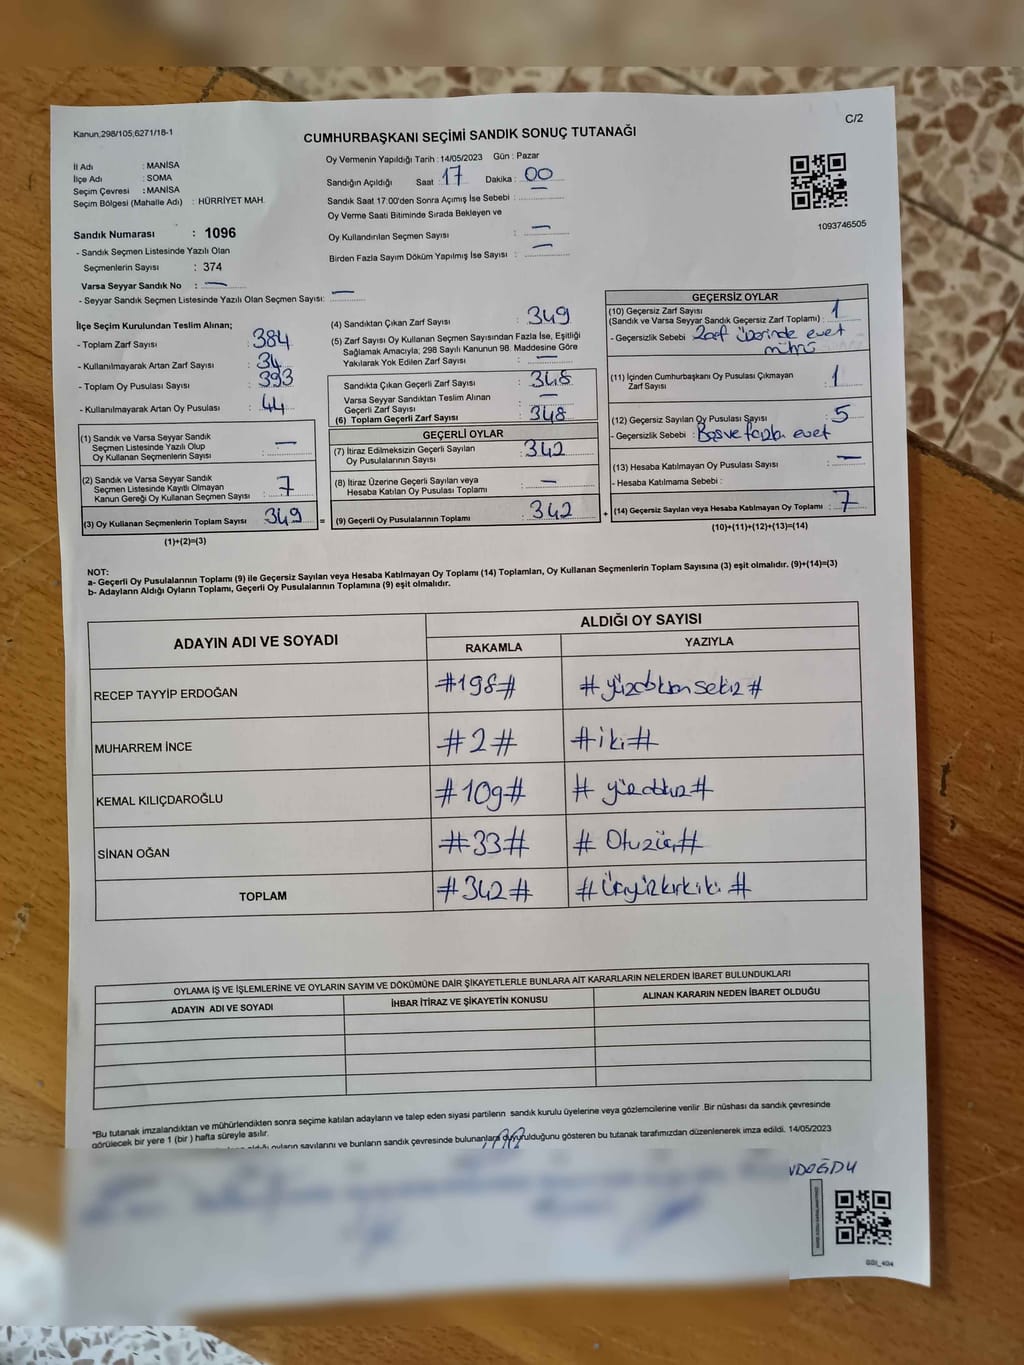 Kanun,298/105,6271/18-1
C/2
CUMHURBAŞKANI SEÇİMİ SANDIK SONUÇ TUTANAĞI
İl Adı : MANİSA
İlçe Adı : SOMA
Seçim Çevresi : MANİSA
Seçim Bölgesi (Mahalle Adı) : HÜRRİYET MAH.
Sandık Numarası : 1096
- Sandık Seçmen Listesinde Yazılı Olan
Seçmenlerin Sayısı : 374
Varsa Seyyar Sandık No : —
- Seyyar Sandık Seçmen Listesinde Yazılı Olan Seçmen Sayısı: —
Oy Vermenin Yapıldığı Tarih : 14/05/2023 Gün : Pazar
Sandığın Açıldığı Saat : 17 Dakika : 00
Sandık Saat 17:00'den Sonra Açımış İse Sebebi : —
Oy Verme Saati Bitiminde Sırada Bekleyen ve
Oy Kullandırılan Seçmen Sayısı : —
Birden Fazla Sayım Döküm Yapılmış İse Sayısı : —
1093746505
İlçe Seçim Kurulundan Teslim Alınan;
- Toplam Zarf Sayısı : 384
- Kullanılmayarak Artan Zarf Sayısı : 34
- Toplam Oy Pusulası Sayısı : 393
- Kullanılmayarak Artan Oy Pusulası : 44
(1) Sandık ve Varsa Seyyar Sandık
Seçmen Listesinde Yazılı Olup
Oy Kullanan Seçmenlerin Sayısı : —
(2) Sandık ve Varsa Seyyar Sandık
Seçmen Listesinde Kayıtlı Olmayan
Kanun Gereği Oy Kullanan Seçmen Sayısı : 7
(3) Oy Kullanan Seçmenlerin Toplam Sayısı 349 =
(1)+(2)=(3)
(4) Sandıktan Çıkan Zarf Sayısı : 349
(5) Zarf Sayısı Oy Kullanan Seçmen Sayısından Fazla İse, Eşitliği
Sağlamak Amacıyla; 298 Sayılı Kanunun 98. Maddesine Göre
Yakılarak Yok Edilen Zarf Sayısı : —
Sandıkta Çıkan Geçerli Zarf Sayısı : 348
Varsa Seyyar Sandıktan Teslim Alınan
Geçerli Zarf Sayısı : —
(6) Toplam Geçerli Zarf Sayısı : 348
GEÇERLİ OYLAR
(7) İtiraz Edilmeksizin Geçerli Sayılan
Oy Pusulalarının Sayısı : 342
(8) İtiraz Üzerine Geçerli Sayılan veya
Hesaba Katılan Oy Pusulası Toplamı : —
(9) Geçerli Oy Pusulalarının Toplamı : 342 +
GEÇERSİZ OYLAR
(10) Geçersiz Zarf Sayısı
(Sandık ve Varsa Seyyar Sandık Geçersiz Zarf Toplamı) : 1
- Geçersizlik Sebebi : Zarf üzerinde evet
mührü
(11) İçinden Cumhurbaşkanı Oy Pusulası Çıkmayan
Zarf Sayısı : 1
(12) Geçersiz Sayılan Oy Pusulası Sayısı : 5
- Geçersizlik Sebebi : Boş ve fazla evet
(13) Hesaba Katılmayan Oy Pusulası Sayısı : —
- Hesaba Katılmama Sebebi :
(14) Geçersiz Sayılan veya Hesaba Katılmayan Oy Toplamı : 7
(10)+(11)+(12)+(13)=(14)
NOT:
a- Geçerli Oy Pusulalarının Toplamı (9) ile Geçersiz Sayılan veya Hesaba Katılmayan Oy Toplamı (14) Toplamları, Oy Kullanan Seçmenlerin Toplam Sayısına (3) eşit olmalıdır. (9)+(14)=(3)
b- Adayların Aldığı Oyların Toplamı, Geçerli Oy Pusulalarının Toplamına (9) eşit olmalıdır.
ADAYIN ADI VE SOYADI
ALDIĞI OY SAYISI
RAKAMLA YAZIYLA
RECEP TAYYİP ERDOĞAN #198# #yüzdoksansekiz#
MUHARREM İNCE #2# #iki#
KEMAL KILIÇDAROĞLU #109# #yüzdokuz#
SİNAN OĞAN #33# #Otuzüç#
TOPLAM #342# #Üçyüzkırkiki#
OYLAMA İŞ VE İŞLEMLERİNE VE OYLARIN SAYIM VE DÖKÜMÜNE DAİR ŞİKAYETLERLE BUNLARA AİT KARARLARIN NELERDEN İBARET BULUNDUKLARI
ADAYIN ADI VE SOYADI İHBAR İTİRAZ VE ŞİKAYETİN KONUSU ALINAN KARARIN NEDEN İBARET OLDUĞU
*Bu tutanak imzalandıktan ve mühürlendikten sonra seçime katılan adayların ve talep eden siyasi partilerin sandık kurulu üyelerine veya gözlemcilerine verilir .Bir nüshası da sandık çevresinde
görülecek bir yere 1 (bir ) hafta süreyle asılır.
oyların sayılarını ve bunların sandık çevresinde bulunanlara duyurulduğunu gösteren bu tutanak tarafımızdan düzenlenerek imza edildi. 14/05/2023